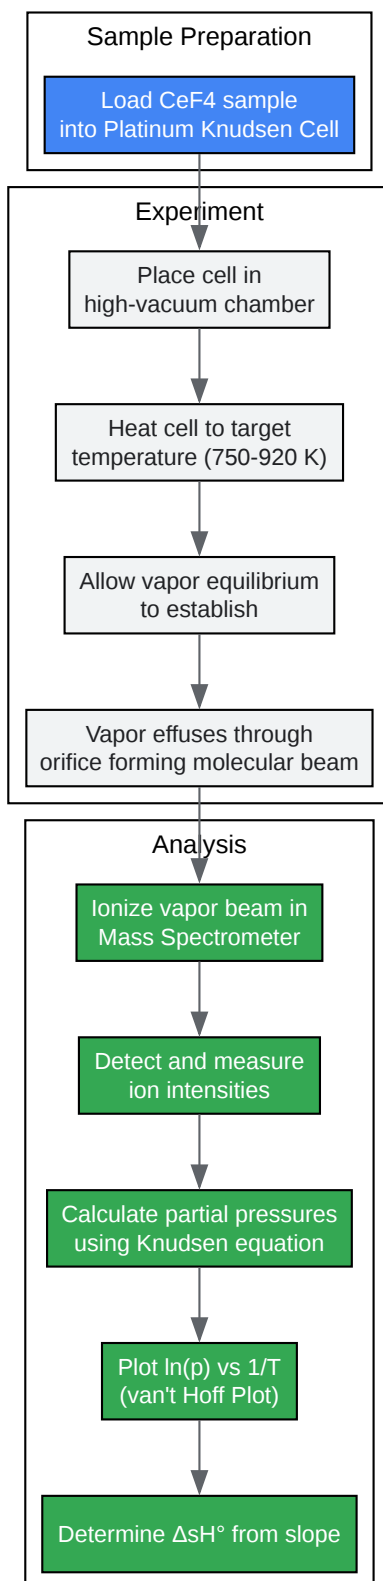 Sample Preparation
Load CeF4 sample
into Platinum Knudsen Cell
Experiment
Place cell in
high-vacuum chamber
Heat cell to target
temperature (750-920 K)
Allow vapor equilibrium
to establish
Vapor effuses through
orifice forming molecular beam
Analysis
Ionize vapor beam in
Mass Spectrometer
Detect and measure
ion intensities
Calculate partial pressures
using Knudsen equation
Plot ln(p) vs 1/T
(van't Hoff Plot)
Determine ΔsH° from slope